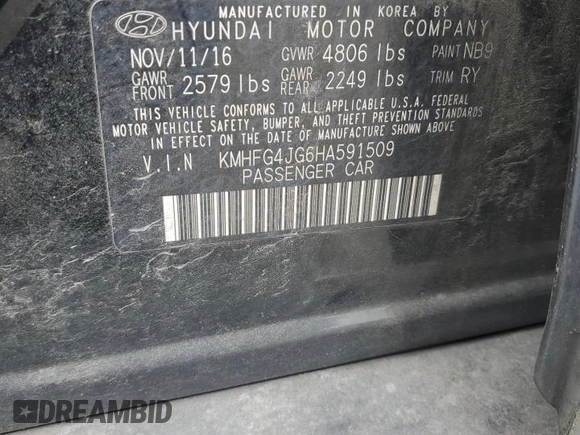 MANUFACTURED IN KOREA BY
HYUNDAI MOTOR COMPANY
NOV/11/16 GVWR 4806 lbs PAINT NB9
GAWR FRONT 2579 lbs GAWR REAR 2249 lbs TRIM RY
THIS VEHICLE CONFORMS TO ALL APPLICABLE U.S.A. FEDERAL
MOTOR VEHICLE SAFETY, BUMPER, AND THEFT PREVENTION STANDARDS
IN EFFECT ON THE DATE OF MANUFACTURE SHOWN ABOVE.
V.I.N KMHFG4JG6HA591509
PASSENGER CAR
DREAMBID